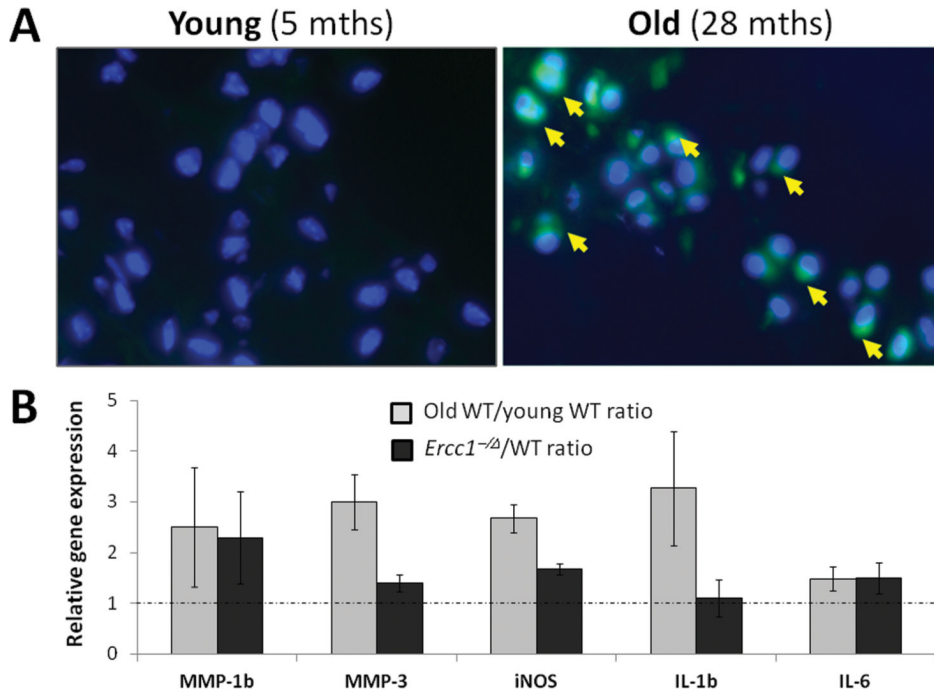 A
Young (5 mths)
Old (28 mths)
B
Relative gene expression
5
4
3
2
1
0
Old WT/young WT ratio
Ercc1−/Δ/WT ratio
MMP-1b
MMP-3
iNOS
IL-1b
IL-6